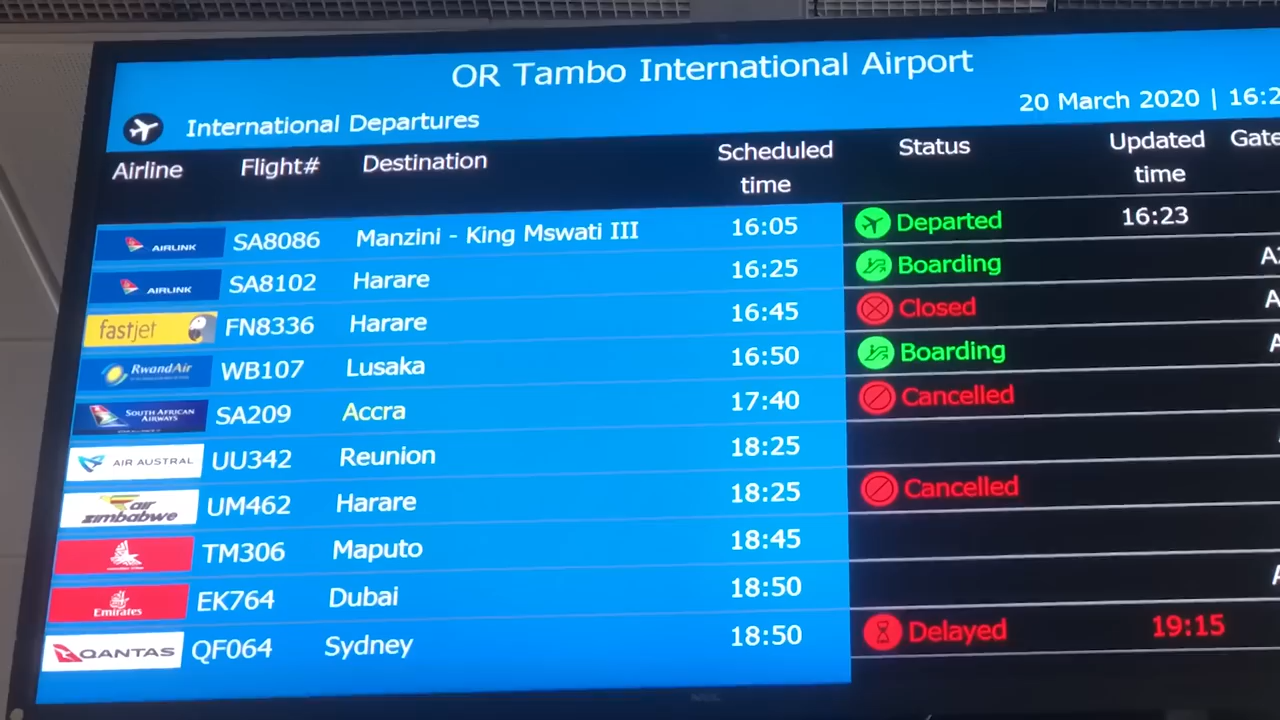 OR Tambo International Airport
International Departures 20 March 2020 | 16:2
Airline Flight# Destination Scheduled time Status Updated time Gate
AIRLINK SA8086 Manzini - King Mswati III 16:05 Departed 16:23
AIRLINK SA8102 Harare 16:25 Boarding A
fastjet FN8336 Harare 16:45 Closed A
RwandAir WB107 Lusaka 16:50 Boarding A
SOUTH AFRICAN AIRWAYS SA209 Accra 17:40 Cancelled
AIR AUSTRAL UU342 Reunion 18:25
air zimbabwe UM462 Harare 18:25 Cancelled
TM306 Maputo 18:45
Emirates EK764 Dubai 18:50 A
QANTAS QF064 Sydney 18:50 Delayed 19:15